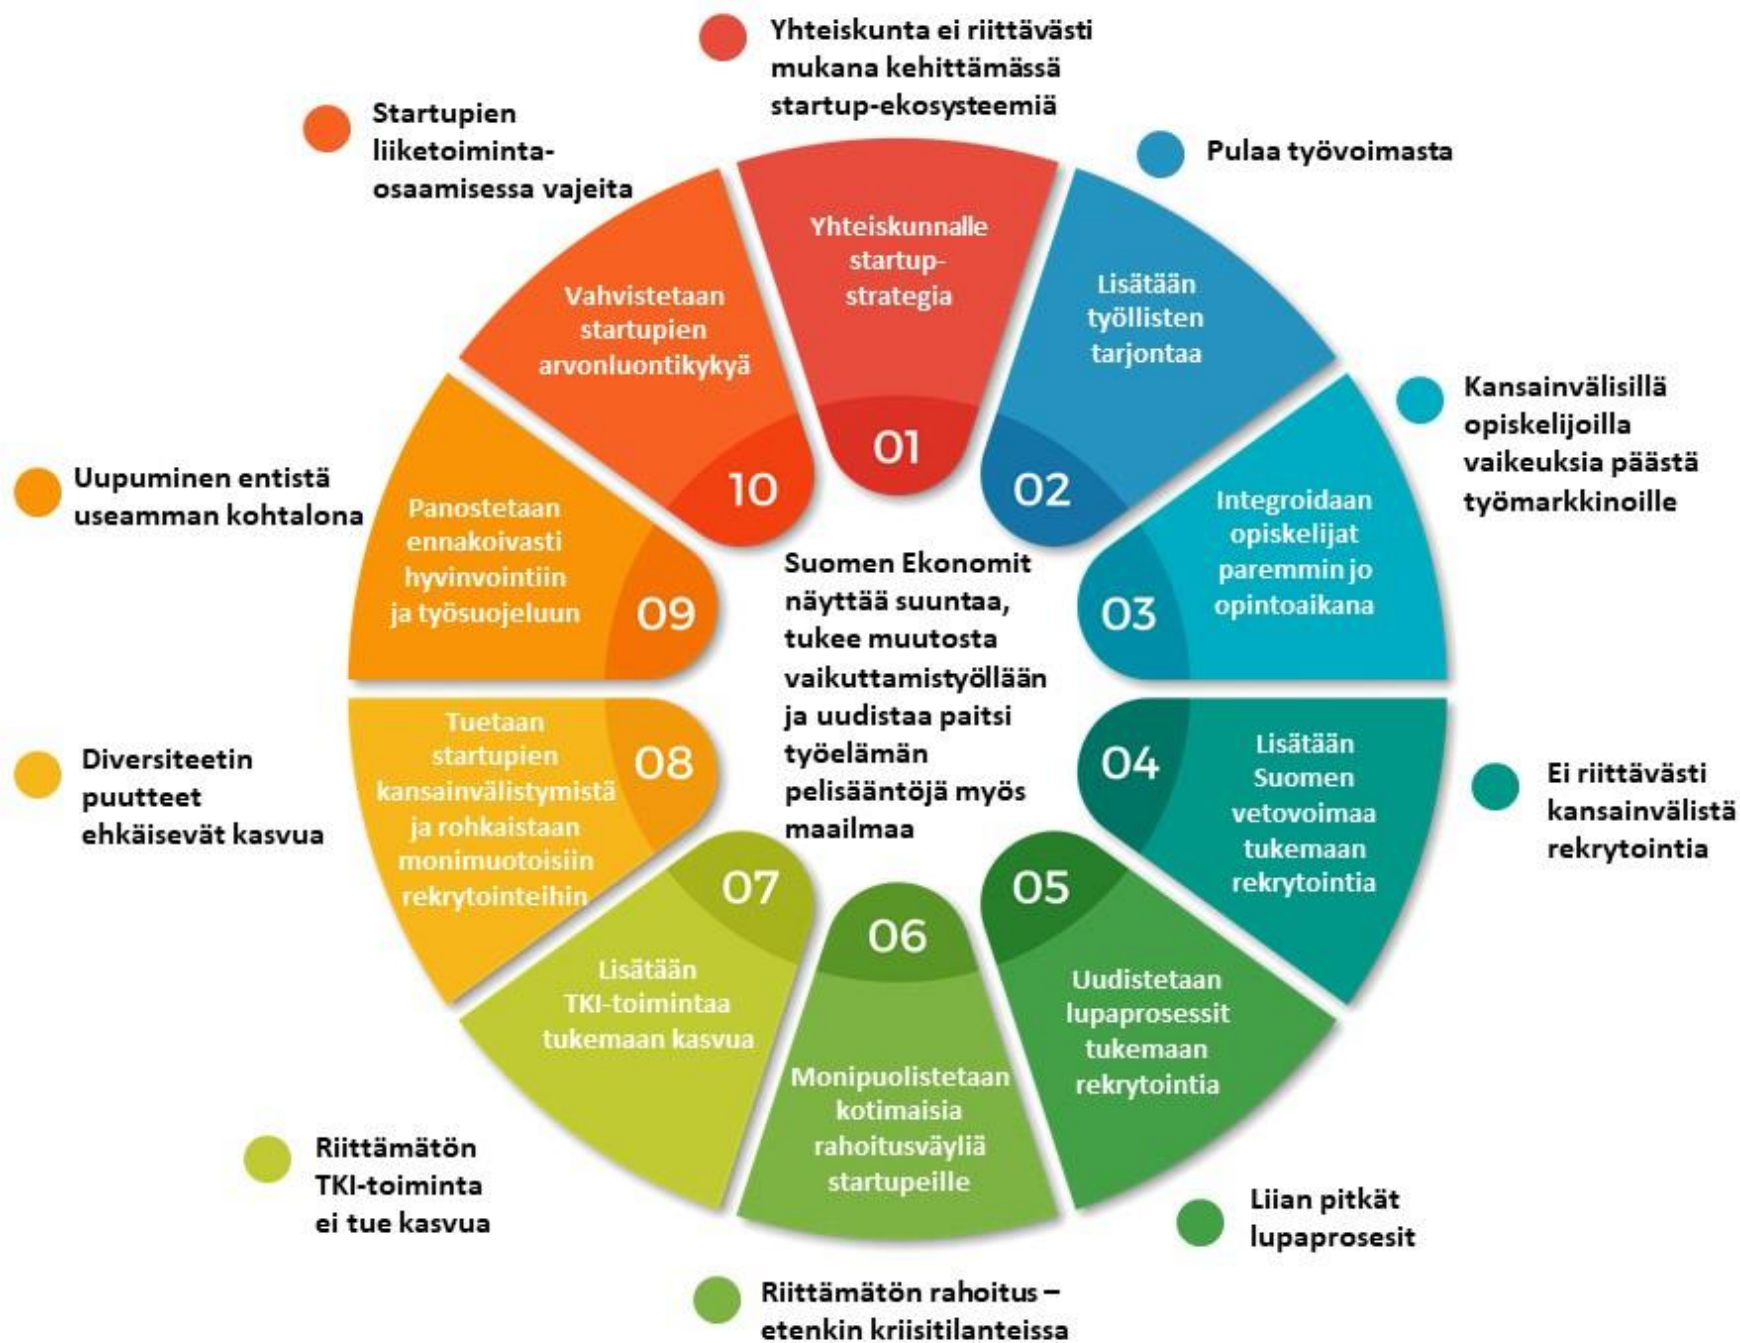 Yhteiskunta ei riittävästi
mukana kehittämässä
startup-ekosysteemiä
Yhteiskunnalle
startup-
strategia
01
Pulaa työvoimasta
Lisätään
työllisten
tarjontaa
02
Kansainvälisillä
opiskelijoilla
vaikeuksia päästä
työmarkkinoille
Integroidaan
opiskelijat
paremmin jo
opintoaikana
03
Ei riittävästi
kansainvälistä
rekrytointia
Lisätään
Suomen
vetovoimaa
tukemaan
rekrytointia
04
Liian pitkät
lupaprosesit
Uudistetaan
lupaprosessit
tukemaan
rekrytointia
05
Riittämätön rahoitus –
etenkin kriisitilanteissa
Monipuolistetaan
kotimaisia
rahoitusväyliä
startupeille
06
Riittämätön
TKI-toiminta
ei tue kasvua
Lisätään
TKI-toimintaa
tukemaan kasvua
07
Diversiteetin
puutteet
ehkäisevät kasvua
Tuetaan
startupien
kansainvälistymistä
ja rohkaistaan
monimuotoisiin
rekrytointeihin
08
Uupuminen entistä
useamman kohtalona
Panostetaan
ennakoivasti
hyvinvointiin
ja työsuojeluun
09
Startupien
liiketoiminta-
osaamisessa vajeita
Vahvistetaan
startupien
arvonluontikykyä
10
Suomen Ekonomit
näyttää suuntaa,
tukee muutosta
vaikuttamistyöllään
ja uudistaa paitsi
työelämän
pelisääntöjä myös
maailmaa